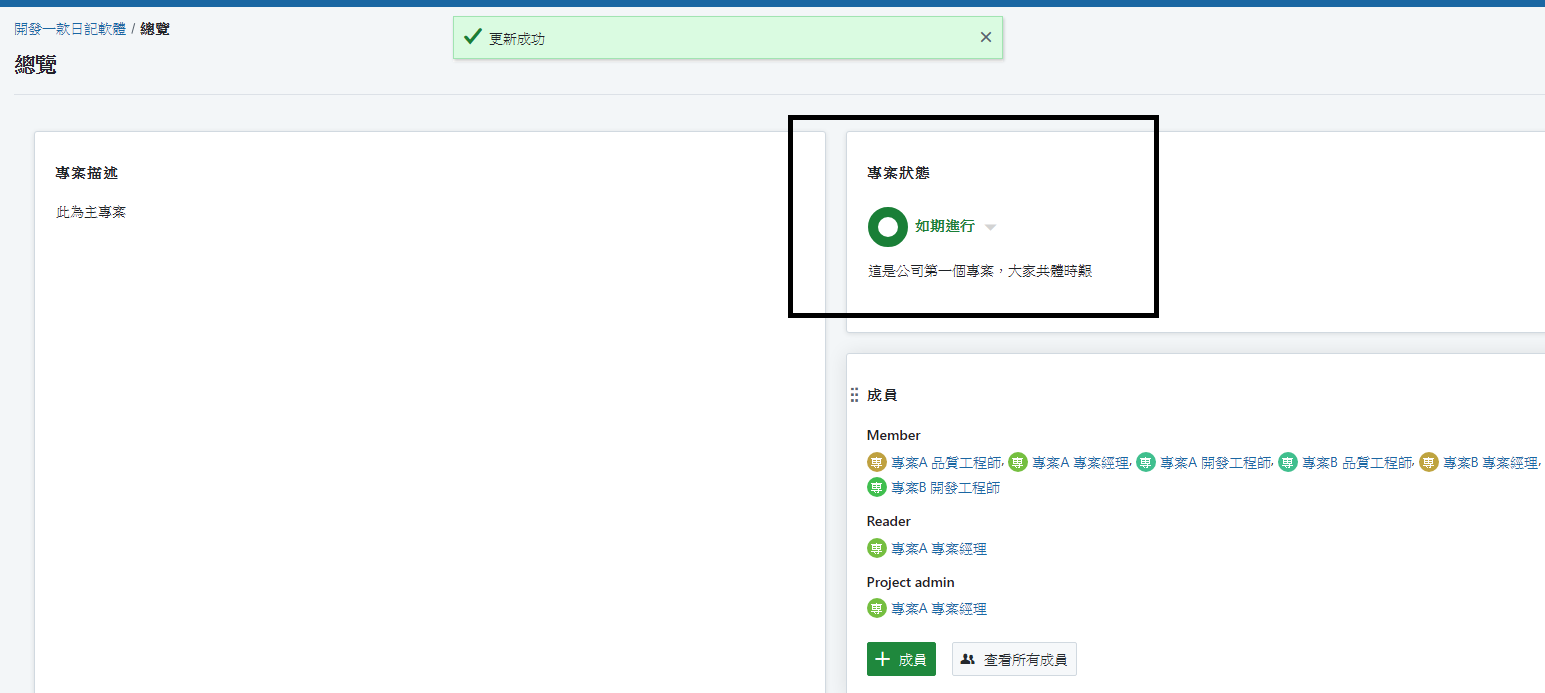 開發一款日記軟體 / 總覽
更新成功
總覽
專案描述
此為主專案
專案狀態
如期進行
這是公司第一個專案，大家共體時艱
成員
Member
專 專案A 品質工程師, 專 專案A 專案經理, 專 專案A 開發工程師, 專 專案B 品質工程師, 專 專案B 專案經理,
專 專案B 開發工程師
Reader
專 專案A 專案經理
Project admin
專 專案A 專案經理
+ 成員 查看所有成員